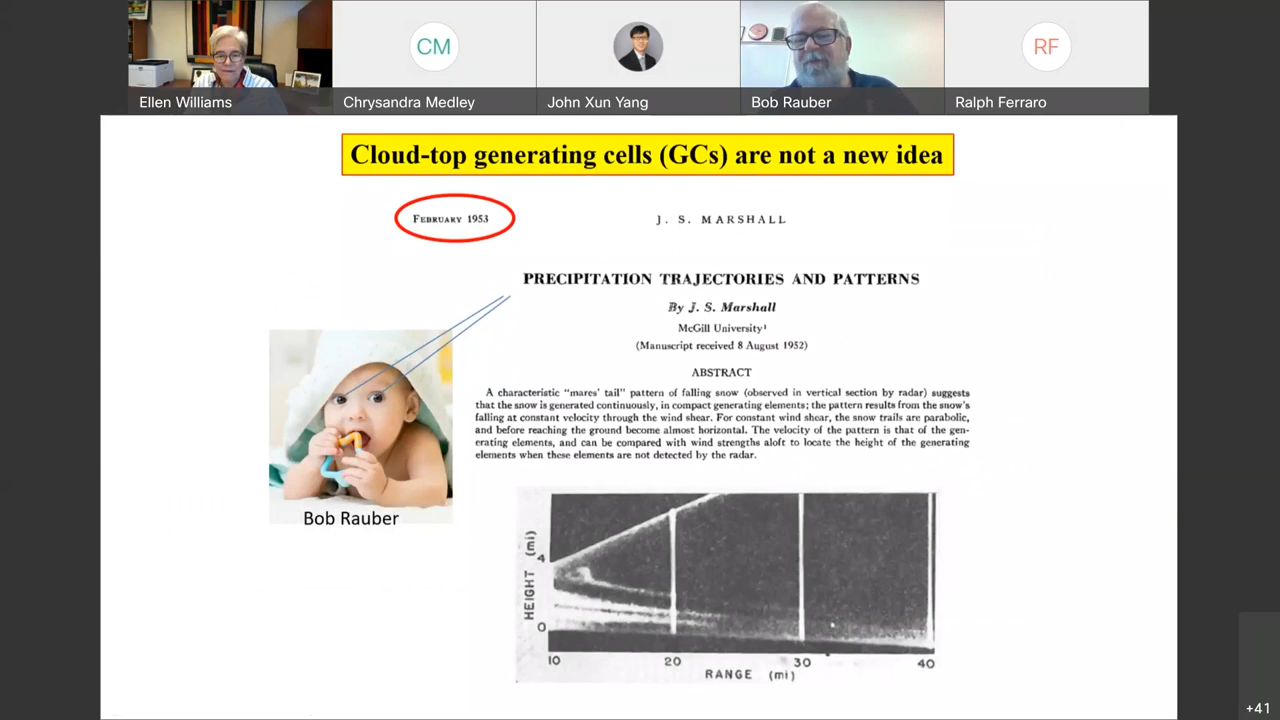 CM
RF
Ellen Williams
Chrysandra Medley
John Xun Yang
Bob Rauber
Ralph Ferraro
Cloud-top generating cells (GCs) are not a new idea
FEBRUARY 1953
J. S. MARSHALL
PRECIPITATION TRAJECTORIES AND PATTERNS
By J. S. Marshall
McGill University¹
(Manuscript received 8 August 1952)
ABSTRACT
A characteristic “mares’ tail” pattern of falling snow (observed in vertical section by radar) suggests
that the snow is generated continuously, in compact generating elements; the pattern results from the snow’s
falling at constant velocity through the wind shear. For constant wind shear, the snow trails are parabolic,
and before reaching the ground become almost horizontal. The velocity of the pattern is that of the gen-
erating elements, and can be compared with wind strengths aloft to locate the height of the generating
elements when these elements are not detected by the radar.
Bob Rauber
HEIGHT (mi)
4
0
10
20
30
40
RANGE (mi)
+41